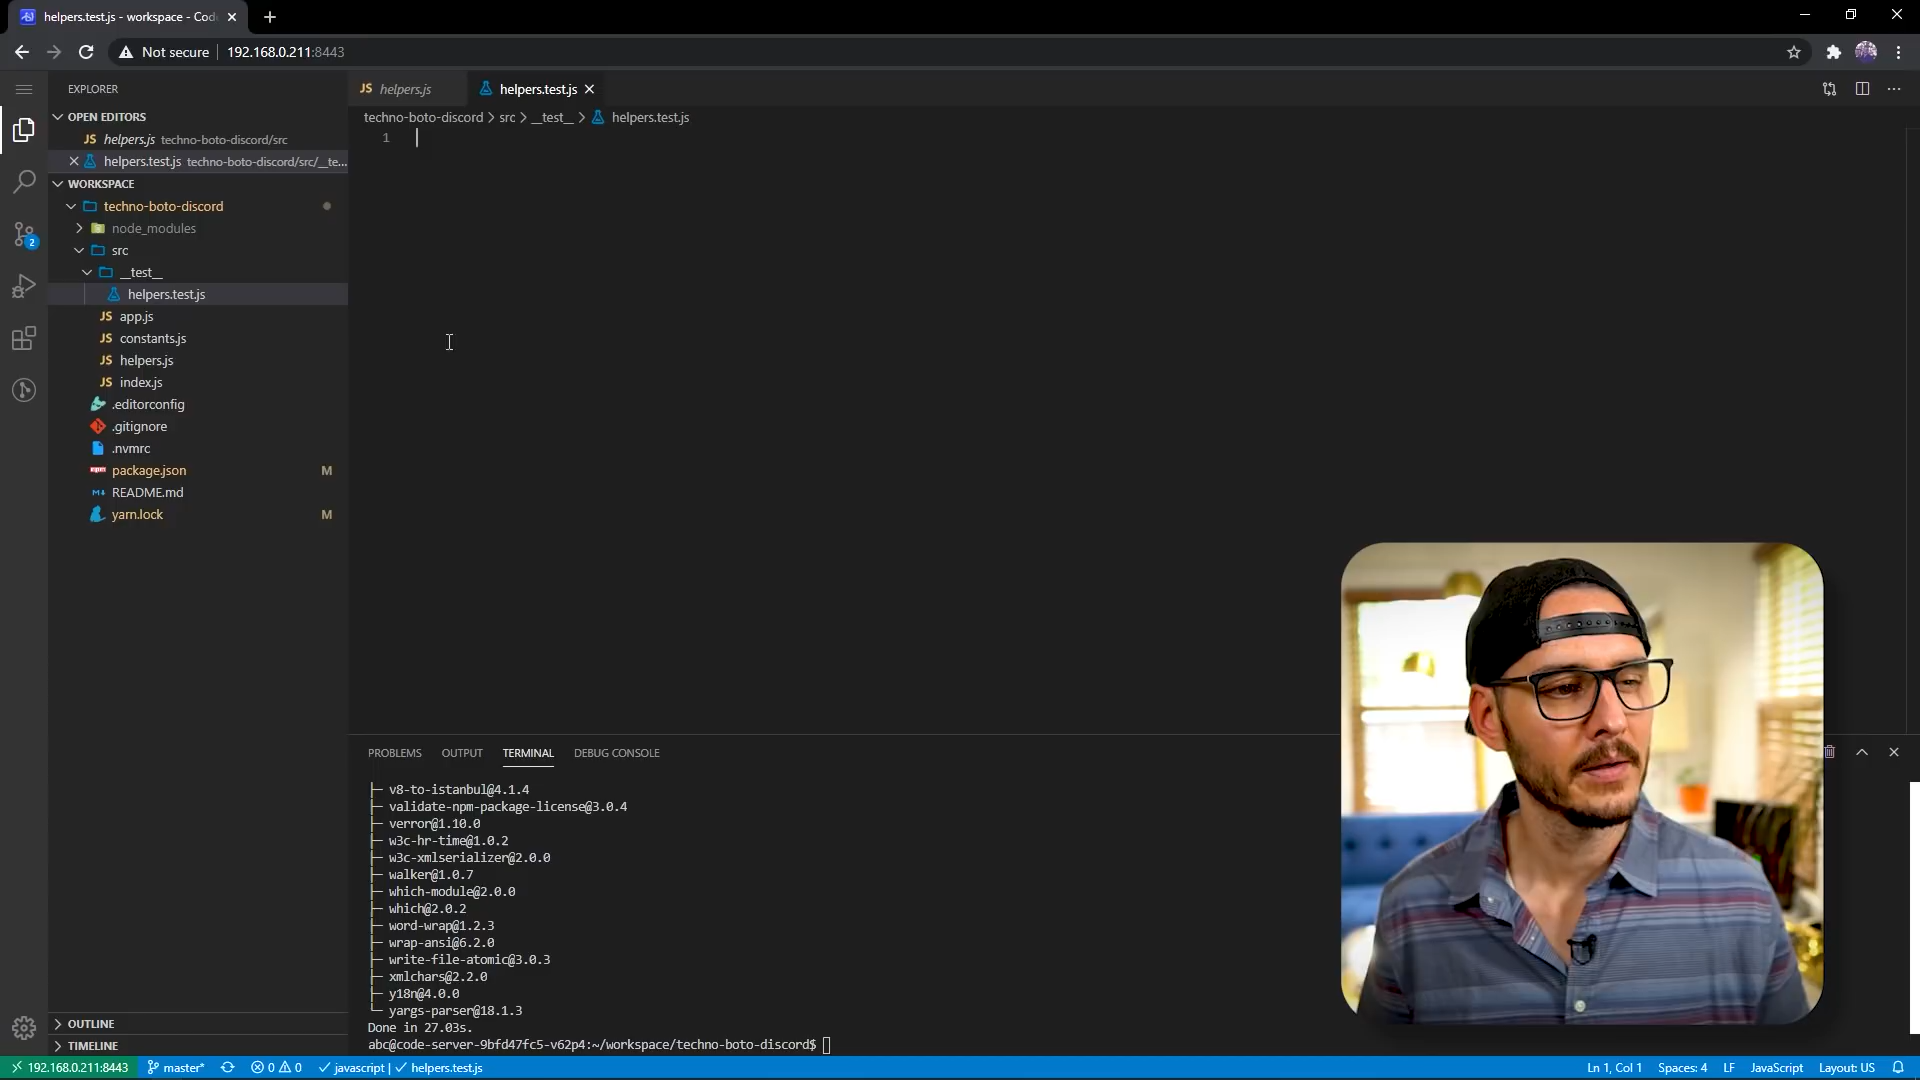 helpers.test.js - workspace - Cod
Not secure
192.168.0.211:8443
EXPLORER
OPEN EDITORS
JS helpers.js techno-boto-discord/src
helpers.test.js techno-boto-discord/src/__te...
WORKSPACE
techno-boto-discord
node_modules
src
__test__
helpers.test.js
JS app.js
JS constants.js
JS helpers.js
JS index.js
.editorconfig
.gitignore
.nvmrc
package.json M
README.md
yarn.lock M
OUTLINE
TIMELINE
2
JS helpers.js
helpers.test.js
techno-boto-discord > src > __test__ > helpers.test.js
1
PROBLEMS OUTPUT TERMINAL DEBUG CONSOLE
├─ v8-to-istanbul@4.1.4
├─ validate-npm-package-license@3.0.4
├─ verror@1.10.0
├─ w3c-hr-time@1.0.2
├─ w3c-xmlserializer@2.0.0
├─ walker@1.0.7
├─ which-module@2.0.0
├─ which@2.0.2
├─ word-wrap@1.2.3
├─ wrap-ansi@6.2.0
├─ write-file-atomic@3.0.3
├─ xmlchars@2.2.0
├─ y18n@4.0.0
└─ yargs-parser@18.1.3
Done in 27.03s.
abc@code-server-9bfd47fc5-v62p4:~/workspace/techno-boto-discord$
192.168.0.211:8443 master* 0 0 javascript | helpers.test.js
Ln 1, Col 1 Spaces: 4 LF JavaScript Layout: US